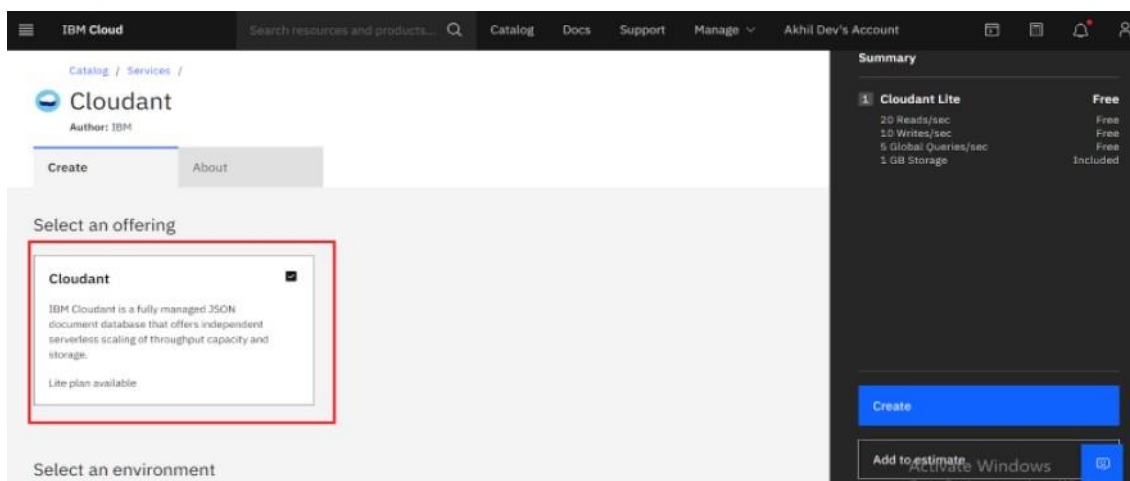 IBM Cloud
Search resources and products...
Catalog
Docs
Support
Manage
Akhil Dev's Account
Catalog / Services /
Cloudant
Author: IBM
Create
About
Select an offering
Cloudant
IBM Cloudant is a fully managed JSON
document database that offers independent
serverless scaling of throughput capacity and
storage.
Lite plan available
Select an environment
Summary
1 Cloudant Lite Free
20 Reads/sec Free
10 Writes/sec Free
5 Global Queries/sec Free
1 GB Storage Included
Create
Add to estimate
Activate Windows